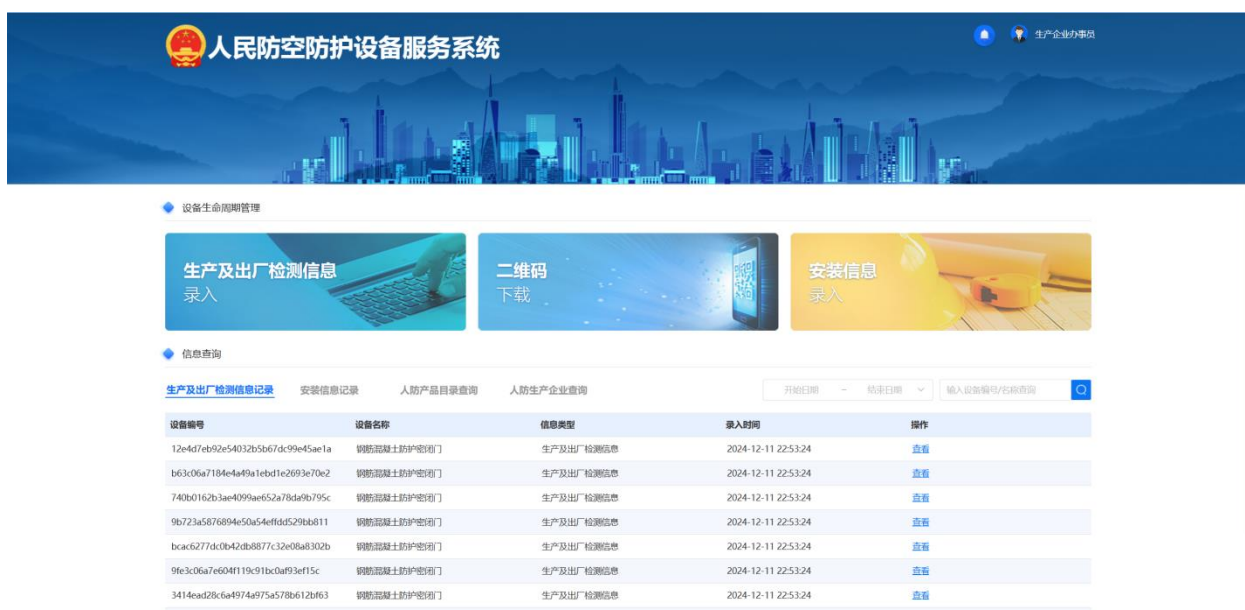 人民防空防护设备服务系统
生产企业办事员
设备生命周期管理
生产及出厂检测信息
录入
二维码
下载
安装信息
录入
信息查询
生产及出厂检测信息记录 安装信息记录 人防产品目录查询 人防生产企业查询 开始日期 - 结束日期 输入设备编号/名称查询
设备编号 设备名称 信息类型 录入时间 操作
12e4d7eb92e54032b5b67dc99e45ae1a 钢筋混凝土防护密闭门 生产及出厂检测信息 2024-12-11 22:53:24 查看
b63c06a7184e4a49a1ebd1e2693e70e2 钢筋混凝土防护密闭门 生产及出厂检测信息 2024-12-11 22:53:24 查看
740b0162b3ae4099ae652a78da9b795c 钢筋混凝土防护密闭门 生产及出厂检测信息 2024-12-11 22:53:24 查看
9b723a5876894e50a54effdd529bb811 钢筋混凝土防护密闭门 生产及出厂检测信息 2024-12-11 22:53:24 查看
bcac6277dc0b42db8877c32e08a8302b 钢筋混凝土防护密闭门 生产及出厂检测信息 2024-12-11 22:53:24 查看
9fe3c06a7e604f119c91bc0af93ef15c 钢筋混凝土防护密闭门 生产及出厂检测信息 2024-12-11 22:53:24 查看
3414ead28c6a4974a975a578b612bf63 钢筋混凝土防护密闭门 生产及出厂检测信息 2024-12-11 22:53:24 查看